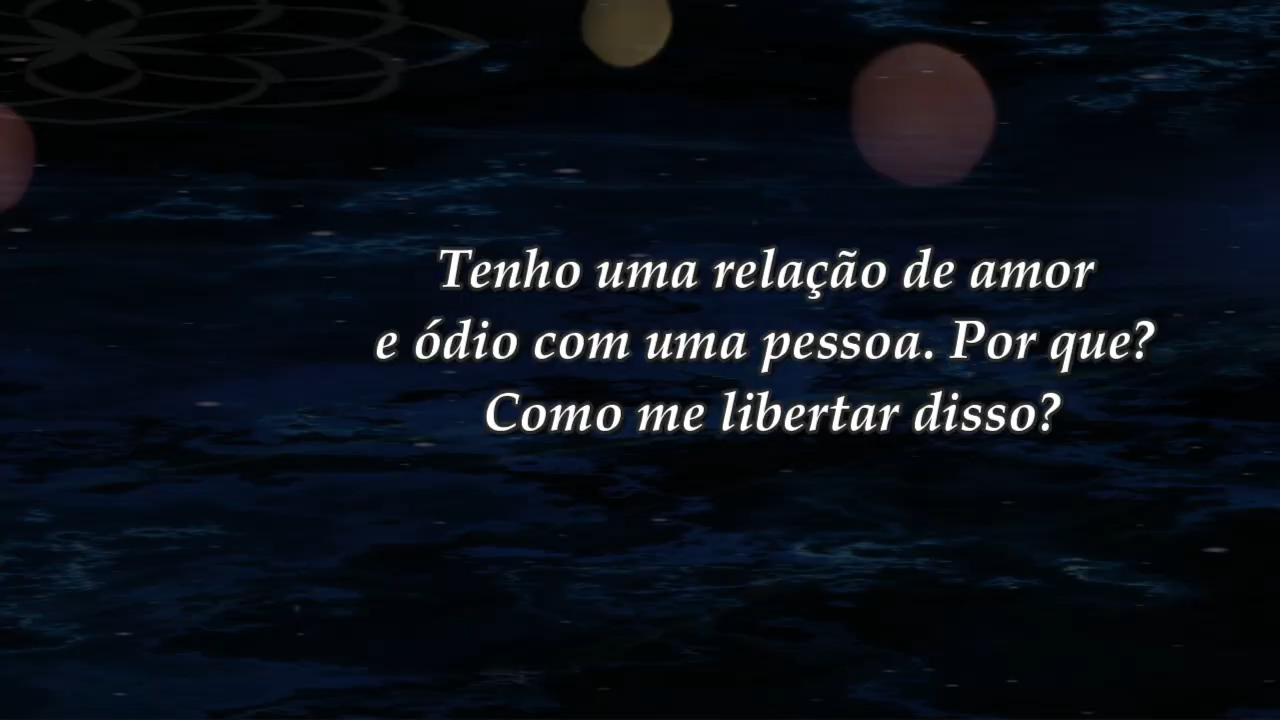 Tenho uma relação de amor
e ódio com uma pessoa. Por que?
Como me libertar disso?